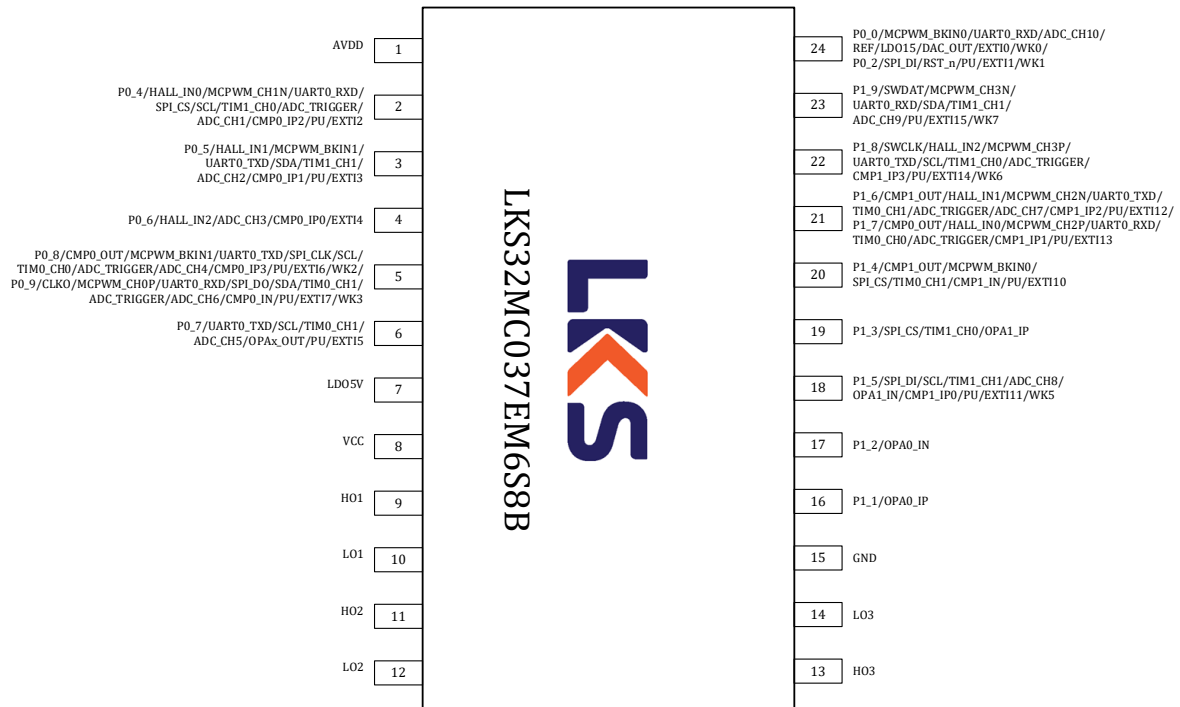 AVDD
1
P0_4/HALL_IN0/MCPWM_CH1N/UART0_RXD/
SPI_CS/SCL/TIM1_CH0/ADC_TRIGGER/
ADC_CH1/CMP0_IP2/PU/EXTI2
2
P0_5/HALL_IN1/MCPWM_BKIN1/
UART0_TXD/SDA/TIM1_CH1/
ADC_CH2/CMP0_IP1/PU/EXTI3
3
P0_6/HALL_IN2/ADC_CH3/CMP0_IP0/EXTI4
4
P0_8/CMP0_OUT/MCPWM_BKIN1/UART0_TXD/SPI_CLK/SCL/
TIM0_CH0/ADC_TRIGGER/ADC_CH4/CMP0_IP3/PU/EXTI6/WK2/
P0_9/CLKO/MCPWM_CH0P/UART0_RXD/SPI_DO/SDA/TIM0_CH1/
ADC_TRIGGER/ADC_CH6/CMP0_IN/PU/EXTI7/WK3
5
P0_7/UART0_TXD/SCL/TIM0_CH1/
ADC_CH5/OPAx_OUT/PU/EXTI5
6
LDO5V
7
VCC
8
HO1
9
LO1
10
HO2
11
LO2
12
LKS32MC037EM6S8B
LKS
24
P0_0/MCPWM_BKIN0/UART0_RXD/ADC_CH10/
REF/LDO15/DAC_OUT/EXTI0/WK0/
P0_2/SPI_DI/RST_n/PU/EXTI1/WK1
23
P1_9/SWDAT/MCPWM_CH3N/
UART0_RXD/SDA/TIM1_CH1/
ADC_CH9/PU/EXTI15/WK7
22
P1_8/SWCLK/HALL_IN2/MCPWM_CH3P/
UART0_TXD/SCL/TIM1_CH0/ADC_TRIGGER/
CMP1_IP3/PU/EXTI14/WK6
21
P1_6/CMP1_OUT/HALL_IN1/MCPWM_CH2N/UART0_TXD/
TIM0_CH1/ADC_TRIGGER/ADC_CH7/CMP1_IP2/PU/EXTI12/
P1_7/CMP0_OUT/HALL_IN0/MCPWM_CH2P/UART0_RXD/
TIM0_CH0/ADC_TRIGGER/CMP1_IP1/PU/EXTI13
20
P1_4/CMP1_OUT/MCPWM_BKIN0/
SPI_CS/TIM0_CH1/CMP1_IN/PU/EXTI10
19
P1_3/SPI_CS/TIM1_CH0/OPA1_IP
18
P1_5/SPI_DI/SCL/TIM1_CH1/ADC_CH8/
OPA1_IN/CMP1_IP0/PU/EXTI11/WK5
17
P1_2/OPA0_IN
16
P1_1/OPA0_IP
15
GND
14
LO3
13
HO3